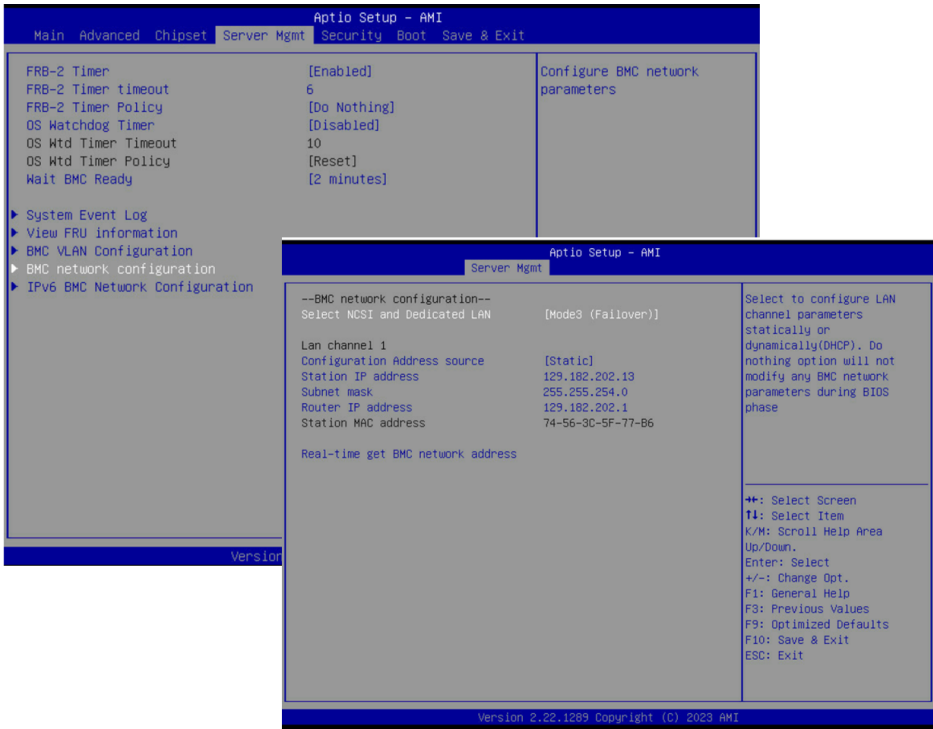 Aptio Setup – AMI
Main Advanced Chipset Server Mgmt Security Boot Save & Exit
FRB-2 Timer [Enabled]
FRB-2 Timer timeout 6
FRB-2 Timer Policy [Do Nothing]
OS Watchdog Timer [Disabled]
OS Wtd Timer Timeout 10
OS Wtd Timer Policy [Reset]
Wait BMC Ready [2 minutes]
System Event Log
View FRU information
BMC VLAN Configuration
BMC network configuration
IPv6 BMC Network Configuration
Configure BMC network
parameters
Version
Aptio Setup – AMI
Server Mgmt
--BMC network configuration--
Select NCSI and Dedicated LAN [Mode3 (Failover)]
Lan channel 1
Configuration Address source [Static]
Station IP address 129.182.202.13
Subnet mask 255.255.254.0
Router IP address 129.182.202.1
Station MAC address 74-56-3C-5F-77-B6
Real-time get BMC network address
Select to configure LAN
channel parameters
statically or
dynamically(DHCP). Do
nothing option will not
modify any BMC network
parameters during BIOS
phase
→←: Select Screen
↑↓: Select Item
K/M: Scroll Help Area
Up/Down.
Enter: Select
+/-: Change Opt.
F1: General Help
F3: Previous Values
F9: Optimized Defaults
F10: Save & Exit
ESC: Exit
Version 2.22.1289 Copyright (C) 2023 AMI